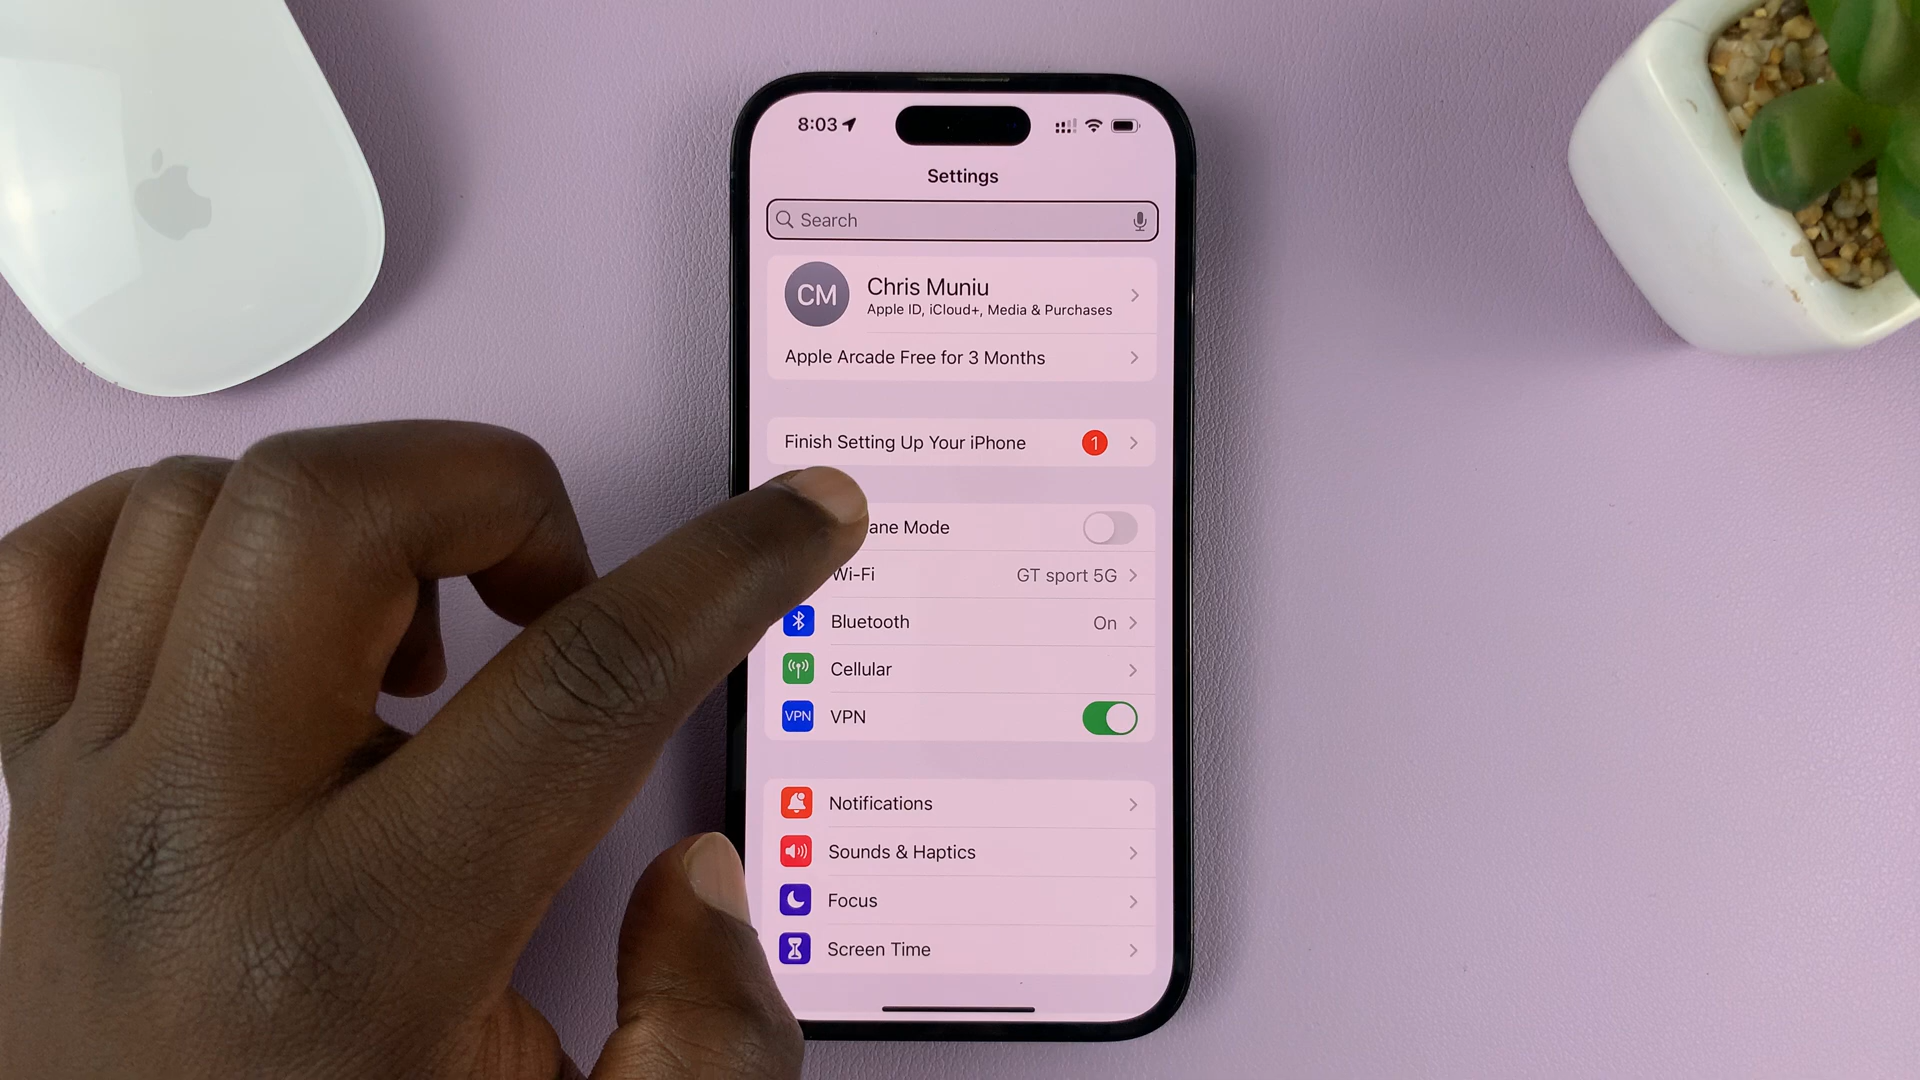 8:03
Settings
Search
CM
Chris Muniu
Apple ID, iCloud+, Media & Purchases
Apple Arcade Free for 3 Months
Finish Setting Up Your iPhone 1
ane Mode
Wi-Fi GT sport 5G
Bluetooth On
Cellular
VPN VPN
Notifications
Sounds & Haptics
Focus
Screen Time